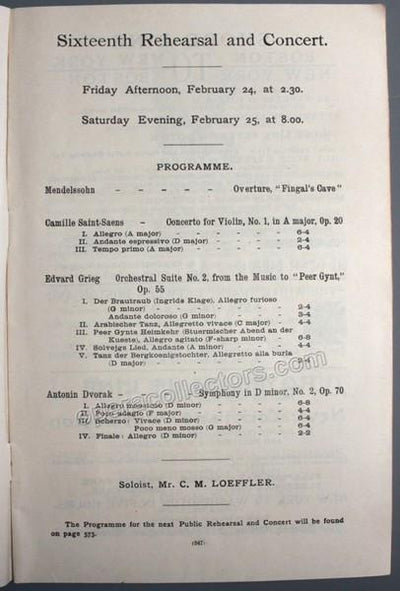 Sixteenth Rehearsal and Concert.
Friday Afternoon, February 24, at 2.30.
Saturday Evening, February 25, at 8.00.
PROGRAMME.
Mendelssohn - - - - - Overture, "Fingal's Cave"
Camille Saint-Saens - Concerto for Violin, No. 1, in A major, Op. 20
I. Allegro (A major) - - - - - 6-4
II. Andante espressivo (D major) - - - - 2-4
III. Tempo primo (A major) - - - - 6-4
Edvard Grieg Orchestral Suite No. 2, from the Music to "Peer Gynt,"
Op. 55
I. Der Brautraub (Ingrids Klage), Allegro furioso
(G minor) - - - - - 2-4
Andante doloroso (G minor) - - - 3-4
II. Arabischer Tanz, Allegretto vivace (C major) - - 4-4
III. Peer Gynts Heimkehr (Stuermischer Abend an der
Kueste), Allegro agitato (F-sharp minor) - - 6-8
IV. Solvejgs Lied, Andante (A minor) - - - 4-4
V. Tanz der Bergkoenigstochter, Allegretto alla burla
(D minor) - - - - - 2-4
Antonin Dvorak - Symphony in D minor, No. 2, Op. 70
I. Allegro maestoso (D minor) - - - - 6-8
II. Poco adagio (F major) - - - - 4-4
III. Scherzo: Vivace (D minor) - - - - 6-4
Poco meno mosso (G major) - - - 6-4
IV. Finale: Allegro (D minor) - - - - 2-2
Soloist, Mr. C. M. LOEFFLER.
The Programme for the next Public Rehearsal and Concert will be found
on page 573.
(547)